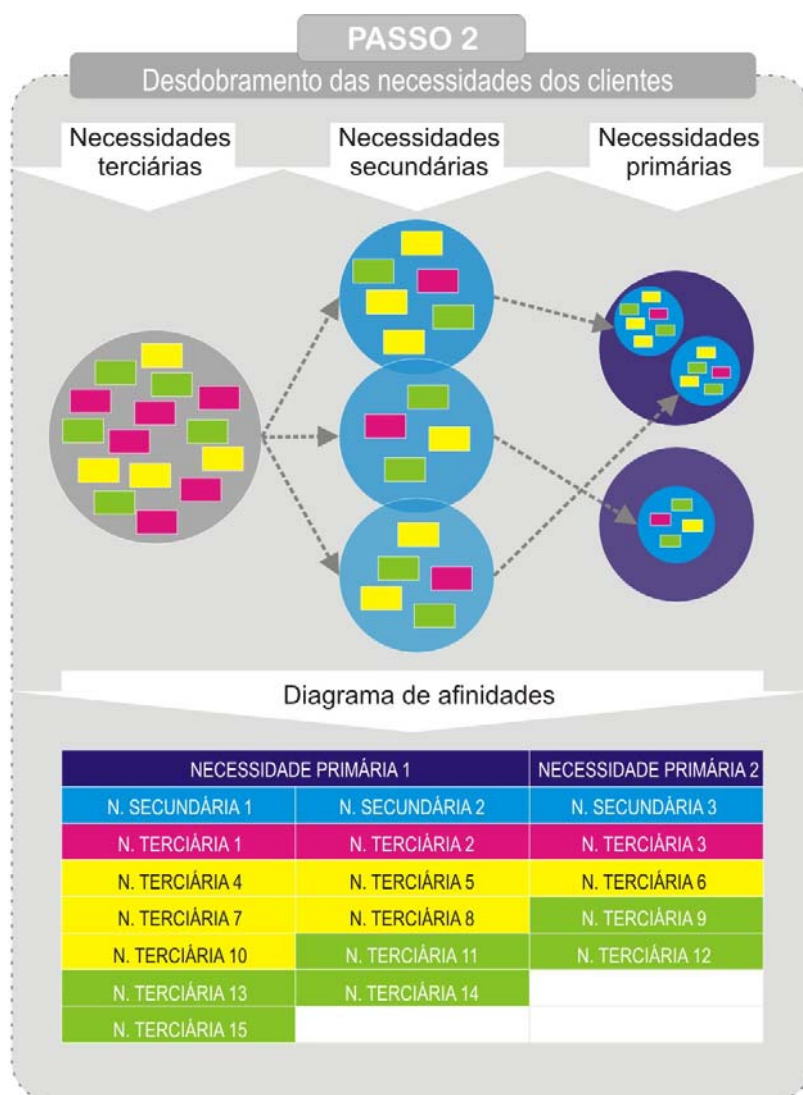 PASSO 2
Desdobramento das necessidades dos clientes
Necessidades
terciárias
Necessidades
secundárias
Necessidades
primárias
Diagrama de afinidades
NECESSIDADE PRIMÁRIA 1 NECESSIDADE PRIMÁRIA 2
N. SECUNDÁRIA 1 N. SECUNDÁRIA 2 N. SECUNDÁRIA 3
N. TERCIÁRIA 1 N. TERCIÁRIA 2 N. TERCIÁRIA 3
N. TERCIÁRIA 4 N. TERCIÁRIA 5 N. TERCIÁRIA 6
N. TERCIÁRIA 7 N. TERCIÁRIA 8 N. TERCIÁRIA 9
N. TERCIÁRIA 10 N. TERCIÁRIA 11 N. TERCIÁRIA 12
N. TERCIÁRIA 13 N. TERCIÁRIA 14
N. TERCIÁRIA 15